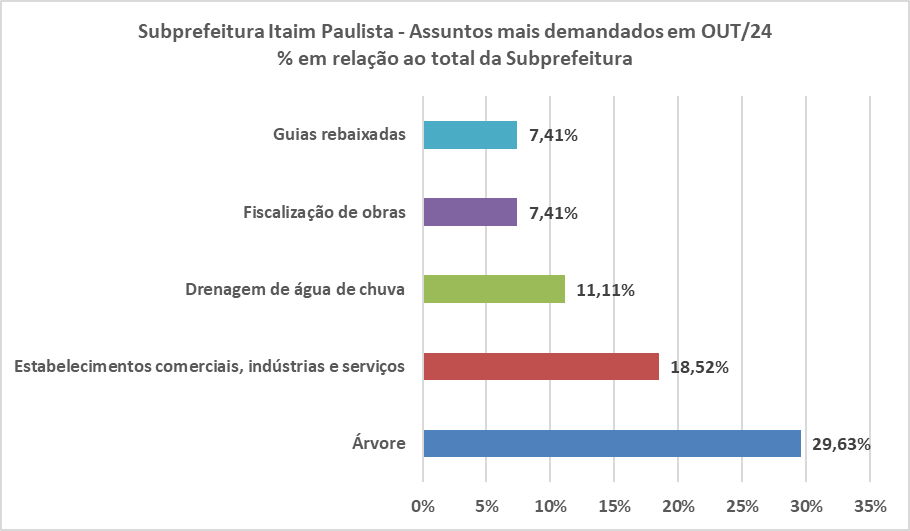 Subprefeitura Itaim Paulista - Assuntos mais demandados em OUT/24
% em relação ao total da Subprefeitura
Guias rebaixadas
7,41%
Fiscalização de obras
7,41%
Drenagem de água de chuva
11,11%
Estabelecimentos comerciais, indústrias e serviços
18,52%
Árvore
29,63%
0%
5%
10%
15%
20%
25%
30%
35%